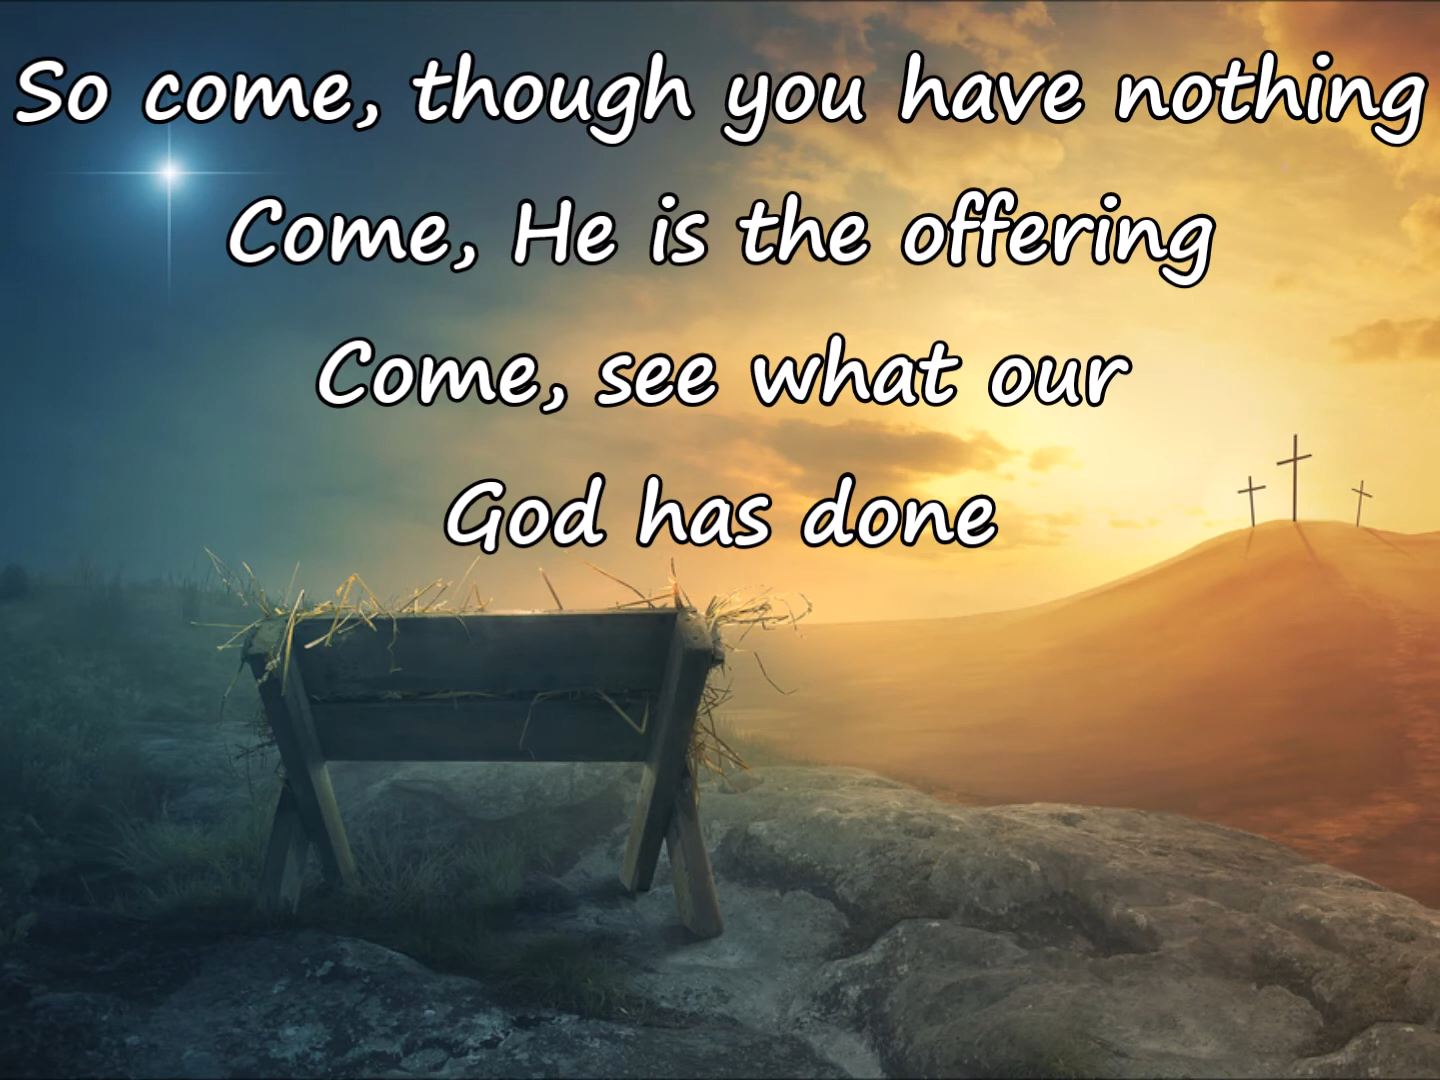 So come, though you have nothing
Come, He is the offering
Come, see what our
God has done